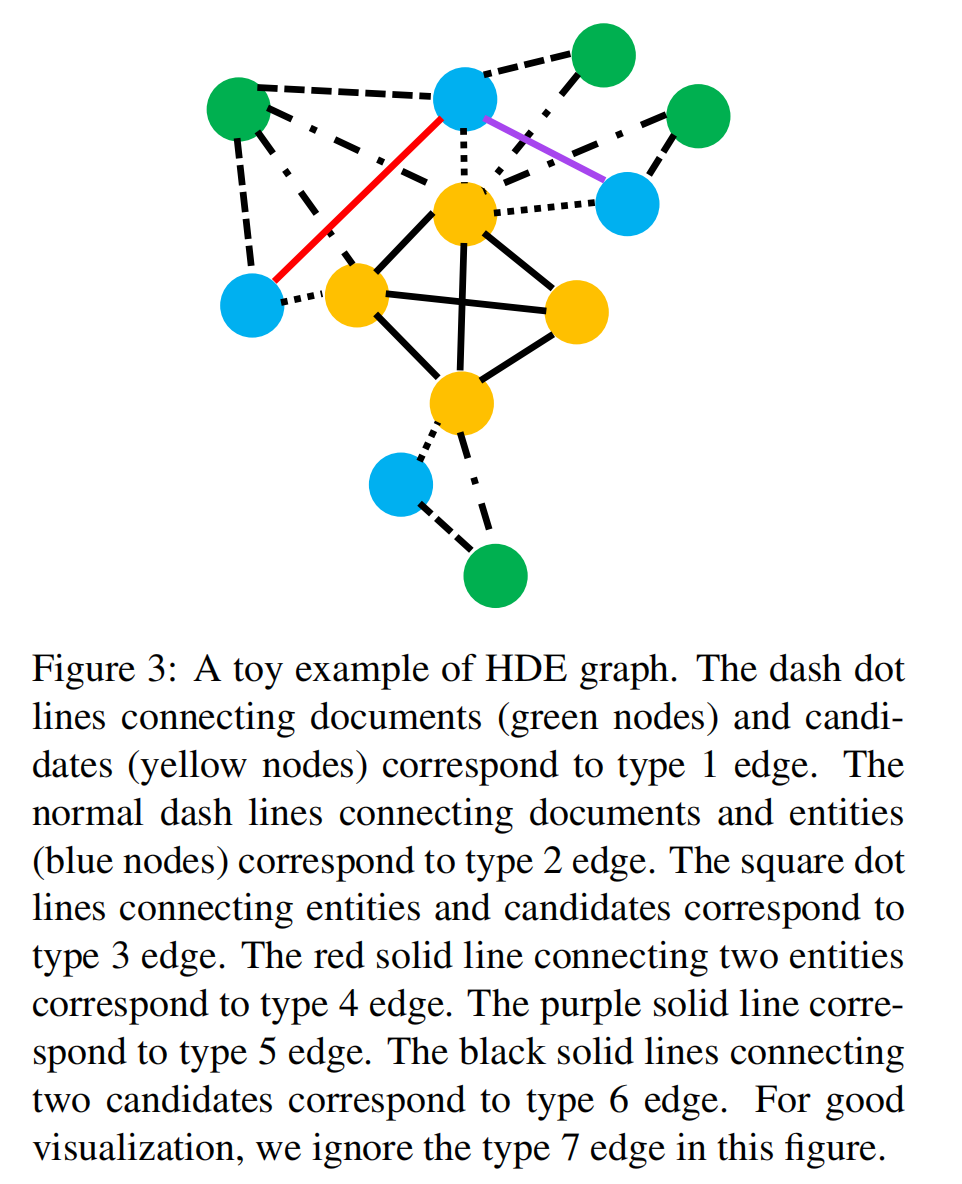 Figure 3: A toy example of HDE graph. The dash dot
lines connecting documents (green nodes) and candi-
dates (yellow nodes) correspond to type 1 edge. The
normal dash lines connecting documents and entities
(blue nodes) correspond to type 2 edge. The square dot
lines connecting entities and candidates correspond to
type 3 edge. The red solid line connecting two entities
correspond to type 4 edge. The purple solid line corre-
spond to type 5 edge. The black solid lines connecting
two candidates correspond to type 6 edge. For good
visualization, we ignore the type 7 edge in this figure.